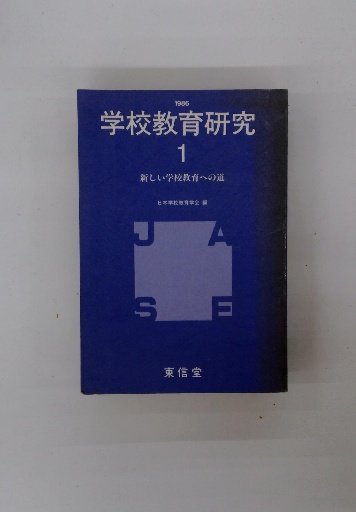 1986
学校教育研究
1
新しい学校教育への道
日本学校教育学会 編
J A
S E
東信堂